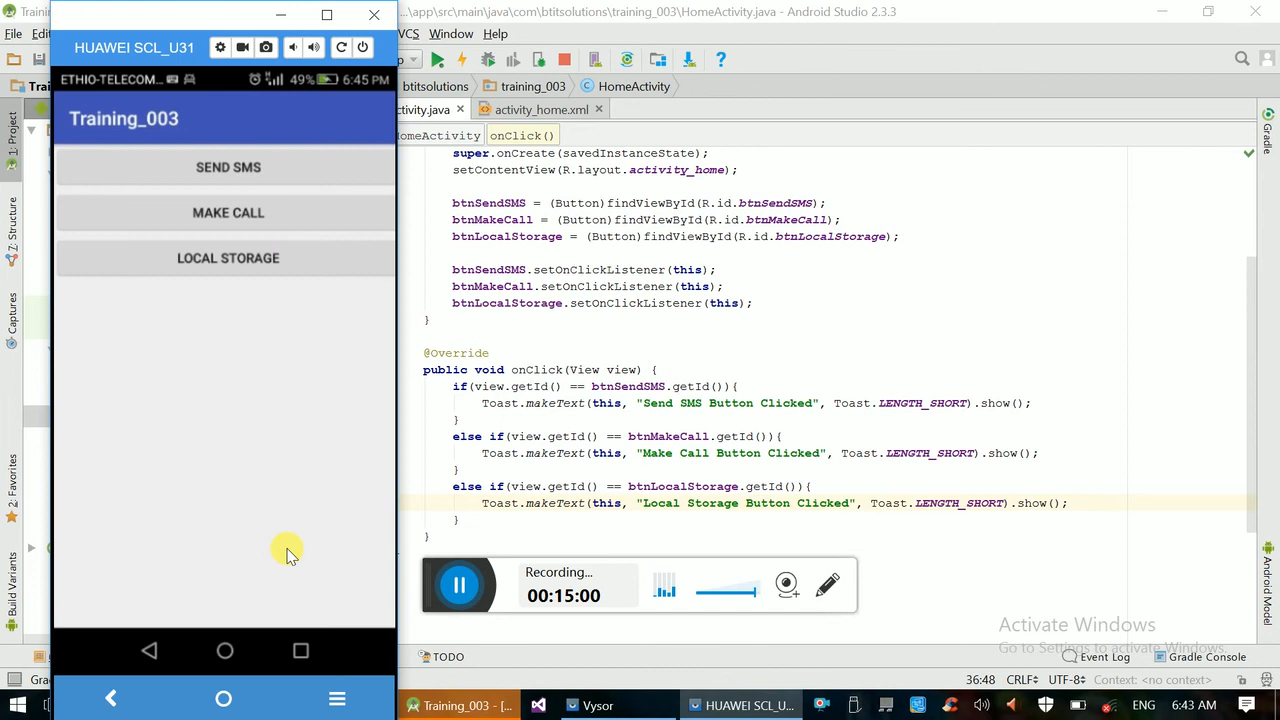 ...\app\src\main\java\com\btitsolutions\training_003\HomeActivity.java - Android Studio 2.3.3
File
VCS Window Help
HUAWEI SCL_U31
ETHIO-TELECOM... 49% 6:45 PM
btitsolutions training_003 HomeActivity
activity_home.xml
HomeActivity onClick()
Training_003
SEND SMS
MAKE CALL
LOCAL STORAGE
super.onCreate(savedInstanceState);
setContentView(R.layout.activity_home);
btnSendSMS = (Button)findViewById(R.id.btnSendSMS);
btnMakeCall = (Button)findViewById(R.id.btnMakeCall);
btnLocalStorage = (Button)findViewById(R.id.btnLocalStorage);
btnSendSMS.setOnClickListener(this);
btnMakeCall.setOnClickListener(this);
btnLocalStorage.setOnClickListener(this);
}
@Override
public void onClick(View view) {
if(view.getId() == btnSendSMS.getId()){
Toast.makeText(this, "Send SMS Button Clicked", Toast.LENGTH_SHORT).show();
}
else if(view.getId() == btnMakeCall.getId()){
Toast.makeText(this, "Make Call Button Clicked", Toast.LENGTH_SHORT).show();
}
else if(view.getId() == btnLocalStorage.getId()){
Toast.makeText(this, "Local Storage Button Clicked", Toast.LENGTH_SHORT).show();
}
}
1: Project
7: Structure
Captures
2: Favorites
Build Variants
Gradle
Android Model
Recording...
00:15:00
Activate Windows
Go to Settings to activate Windows.
TODO
Event Log Gradle Console
36:48 CRLF÷ UTF-8÷ Context: <no context>
Training_003 - [... Vysor HUAWEI SCL_U... ENG 6:43 AM